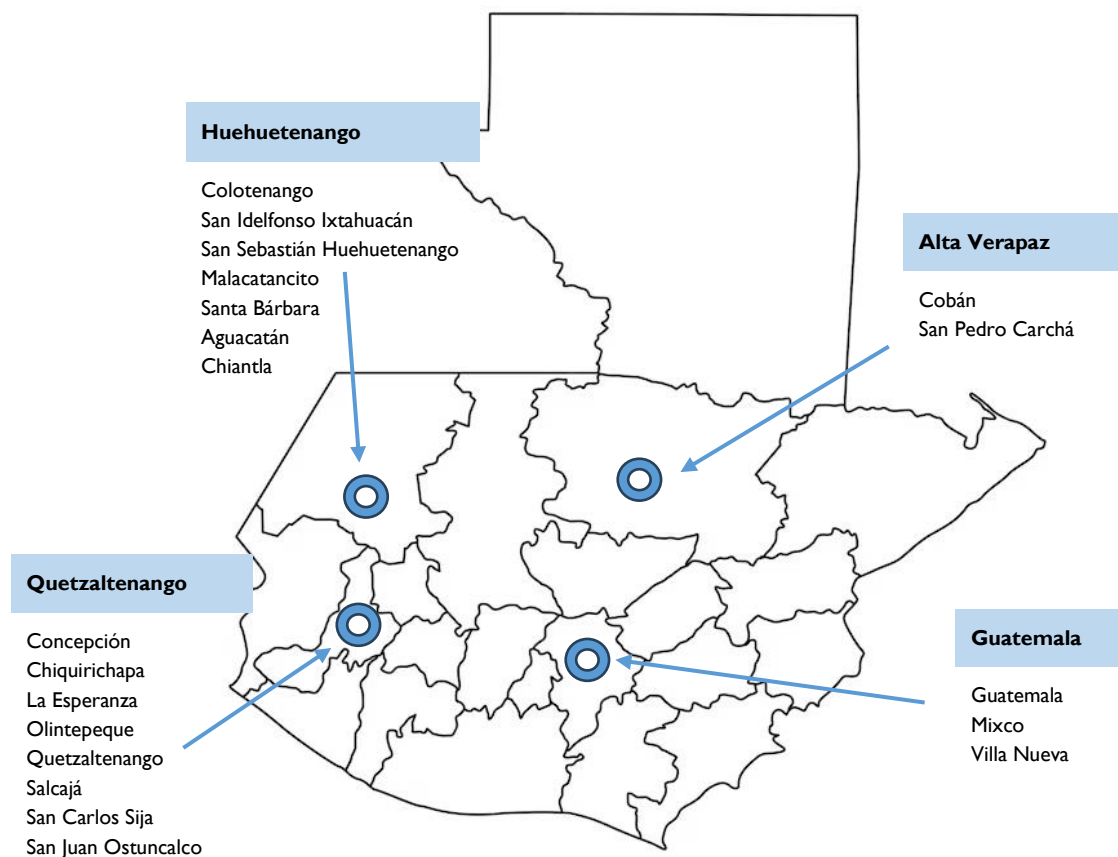 Huehuetenango
Colotenango
San Idelfonso Ixtahuacán
San Sebastián Huehuetenango
Malacatancito
Santa Bárbara
Aguacatán
Chiantla
Alta Verapaz
Cobán
San Pedro Carchá
Quetzaltenango
Concepción
Chiquirichapa
La Esperanza
Olintepeque
Quetzaltenango
Salcajá
San Carlos Sija
San Juan Ostuncalco
Guatemala
Guatemala
Mixco
Villa Nueva